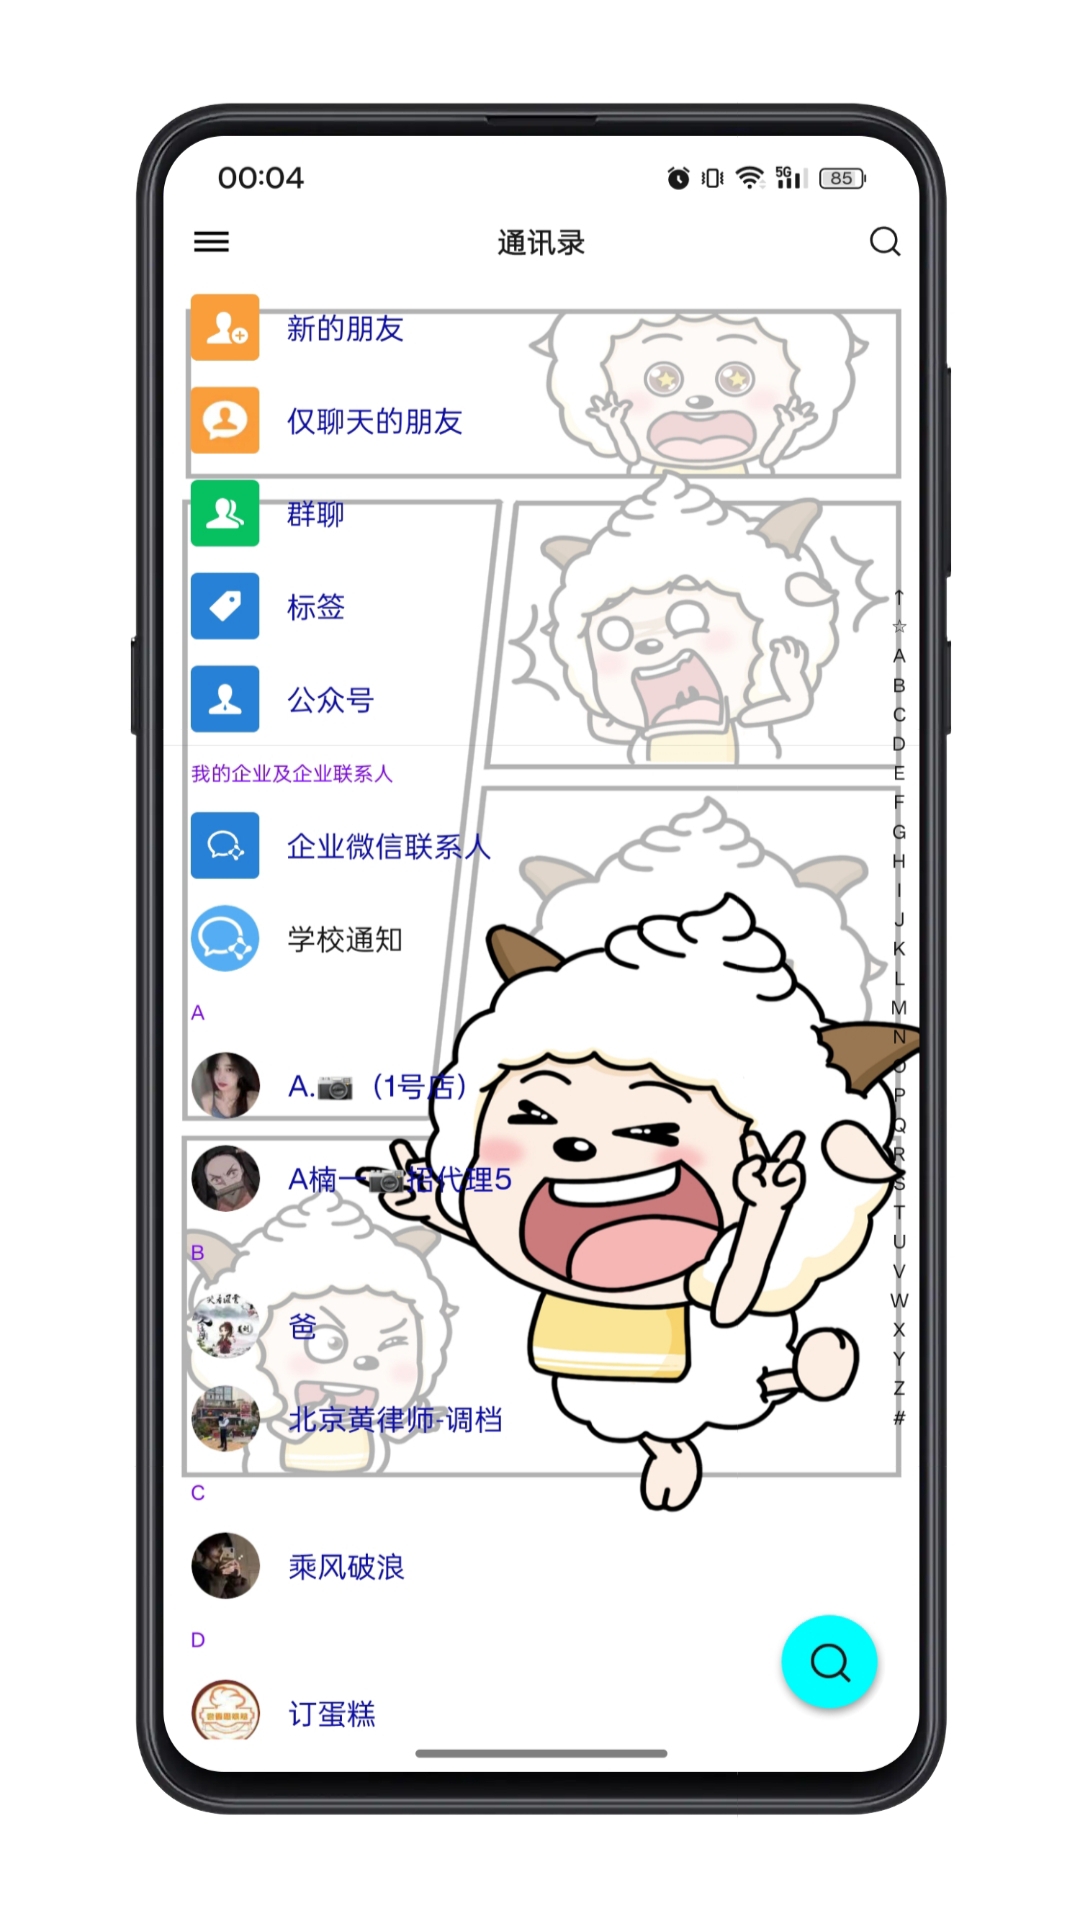 00:04
5G
85
通讯录
新的朋友
仅聊天的朋友
群聊
标签
公众号
我的企业及企业联系人
企业微信联系人
学校通知
A
A.📷（1号店）
A楠一📷招代理5
B
爸
北京黄律师-调档
C
乘风破浪
D
订蛋糕
↑
☆
A
B
C
D
E
F
G
H
I
J
K
L
M
N
O
P
Q
R
S
T
U
V
W
X
Y
Z
#